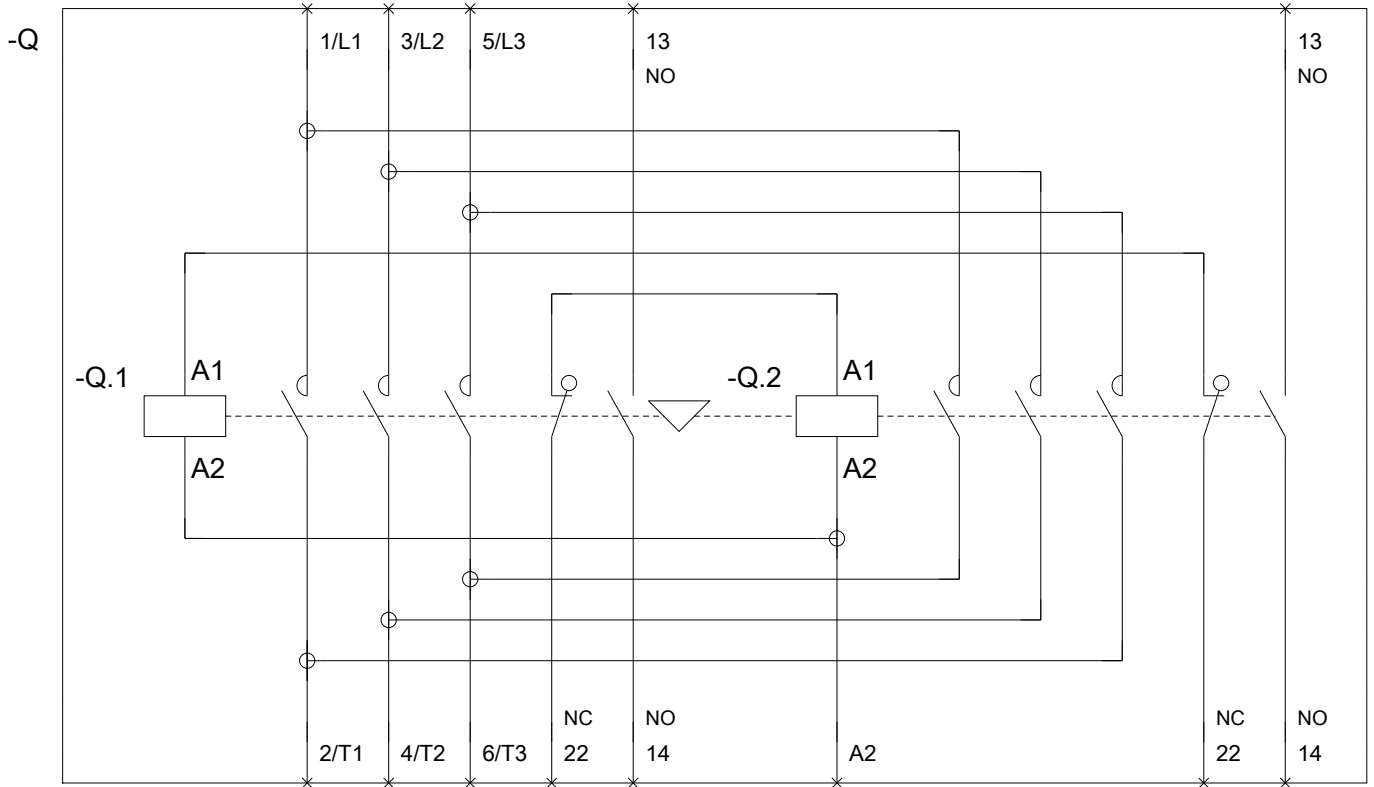 -Q
1/L1 3/L2 5/L3 13 13
NO NO
-Q.1 A1 -Q.2 A1
A2 A2
NC NO NC NO
2/T1 4/T2 6/T3 22 14 A2 22 14